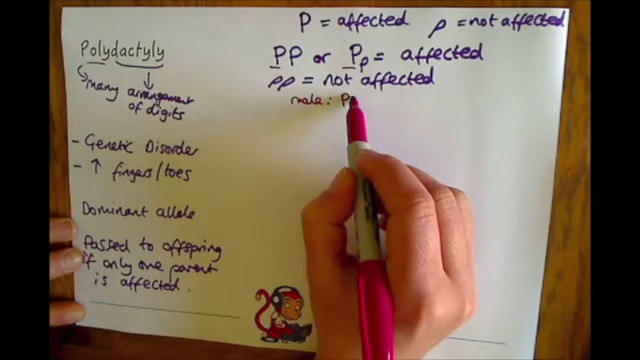 P = affected p = not affected
Polydactyly
PP or Pp = affected
pp = not affected
many arrangement
of digits
male: P
- Genetic Disorder
- ↑ fingers/toes
Dominant allele
Passed to offspring
if only one parent
is affected.